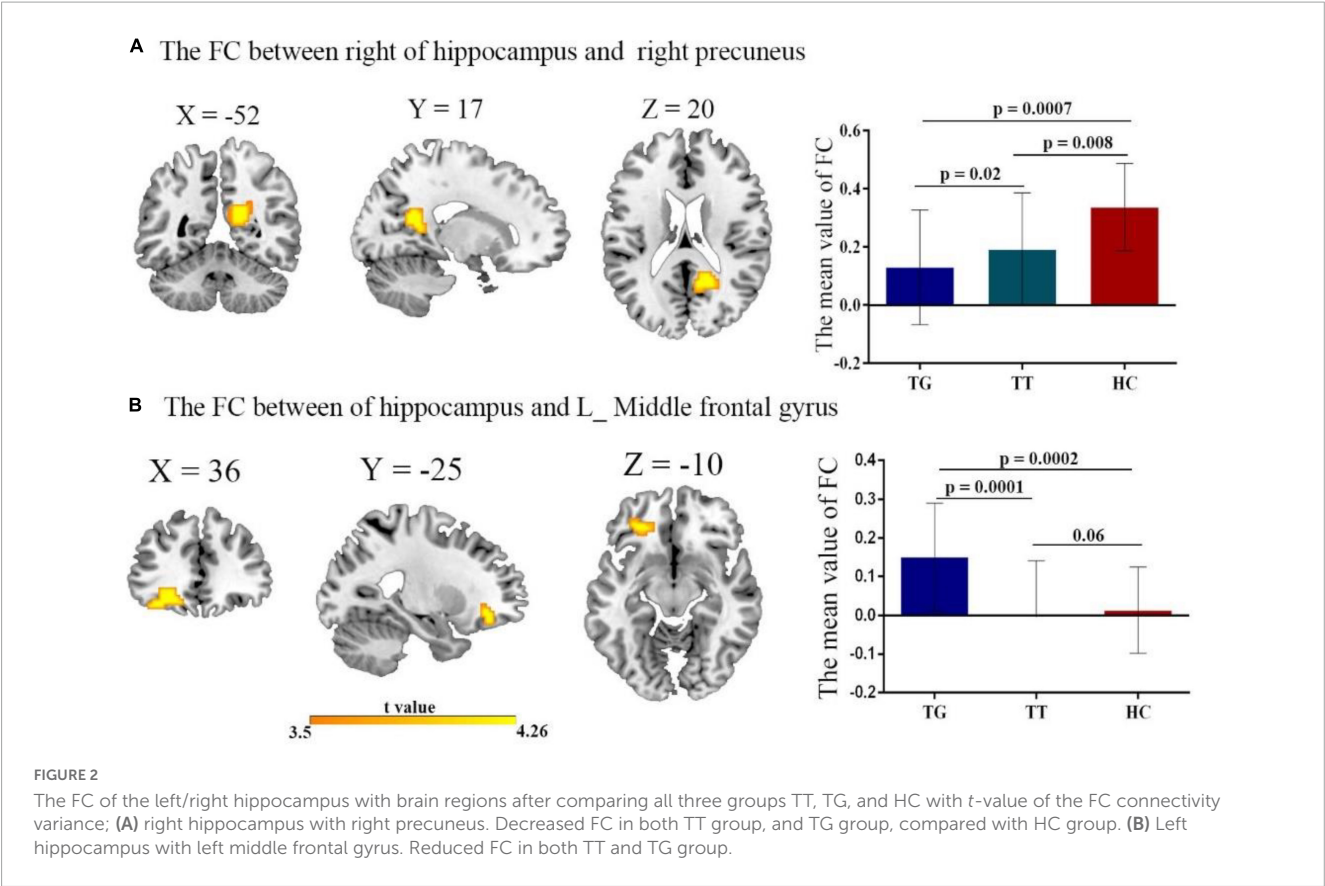 A The FC between right of hippocampus and right precuneus
X = -52
Y = 17
Z = 20
The mean value of FC
0.6
0.4
0.2
0.0
-0.2
p = 0.0007
p = 0.008
p = 0.02
TG TT HC
B The FC between of hippocampus and L_ Middle frontal gyrus
X = 36
Y = -25
Z = -10
The mean value of FC
0.4
0.3
0.2
0.1
0.0
-0.1
-0.2
p = 0.0002
p = 0.0001
0.06
TG TT HC
t value
3.5 4.26
FIGURE 2
The FC of the left/right hippocampus with brain regions after comparing all three groups TT, TG, and HC with t-value of the FC connectivity
variance; (A) right hippocampus with right precuneus. Decreased FC in both TT group, and TG group, compared with HC group. (B) Left
hippocampus with left middle frontal gyrus. Reduced FC in both TT and TG group.